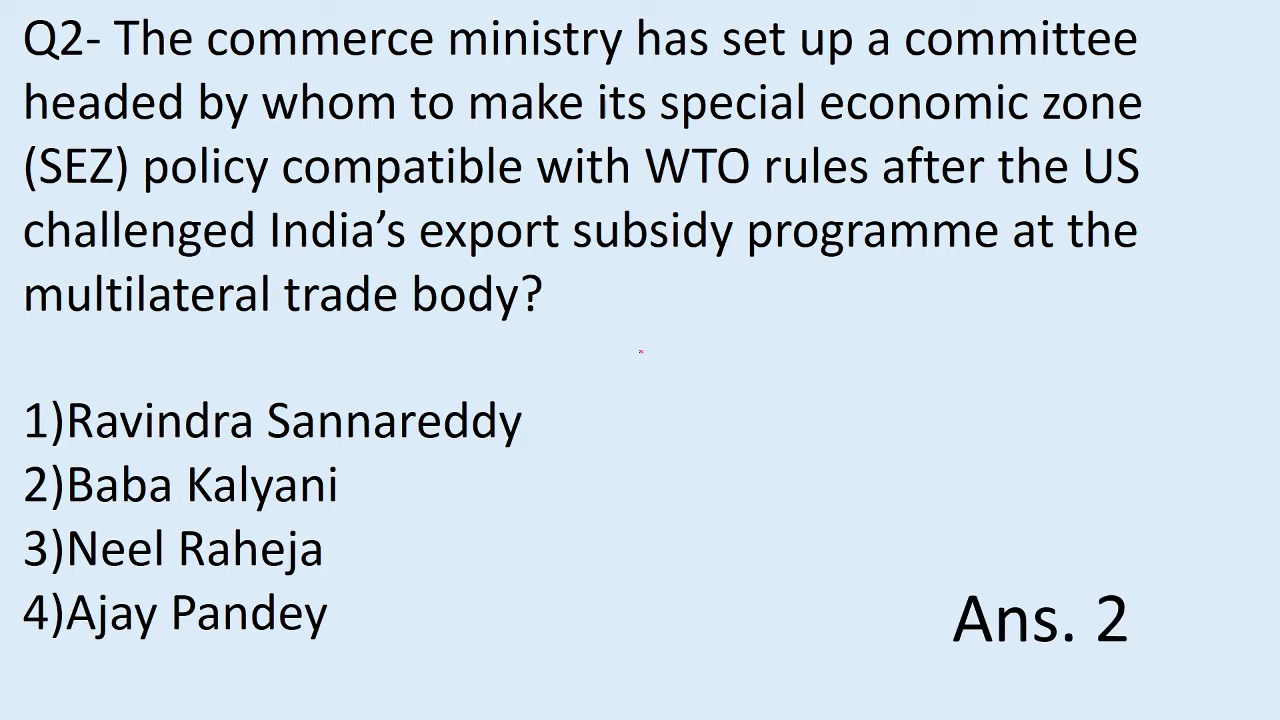 Q2- The commerce ministry has set up a committee
headed by whom to make its special economic zone
(SEZ) policy compatible with WTO rules after the US
challenged India’s export subsidy programme at the
multilateral trade body?
1)Ravindra Sannareddy
2)Baba Kalyani
3)Neel Raheja
4)Ajay Pandey
Ans. 2